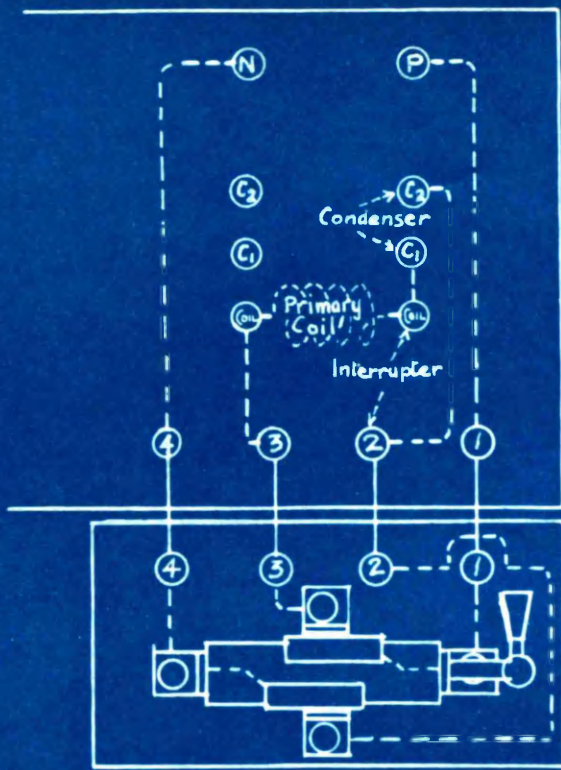 N P
C2 C2
Condenser
C1 C1
COIL Primary COIL
Coil
Interrupter
4 3 2 1
4 3 2 1